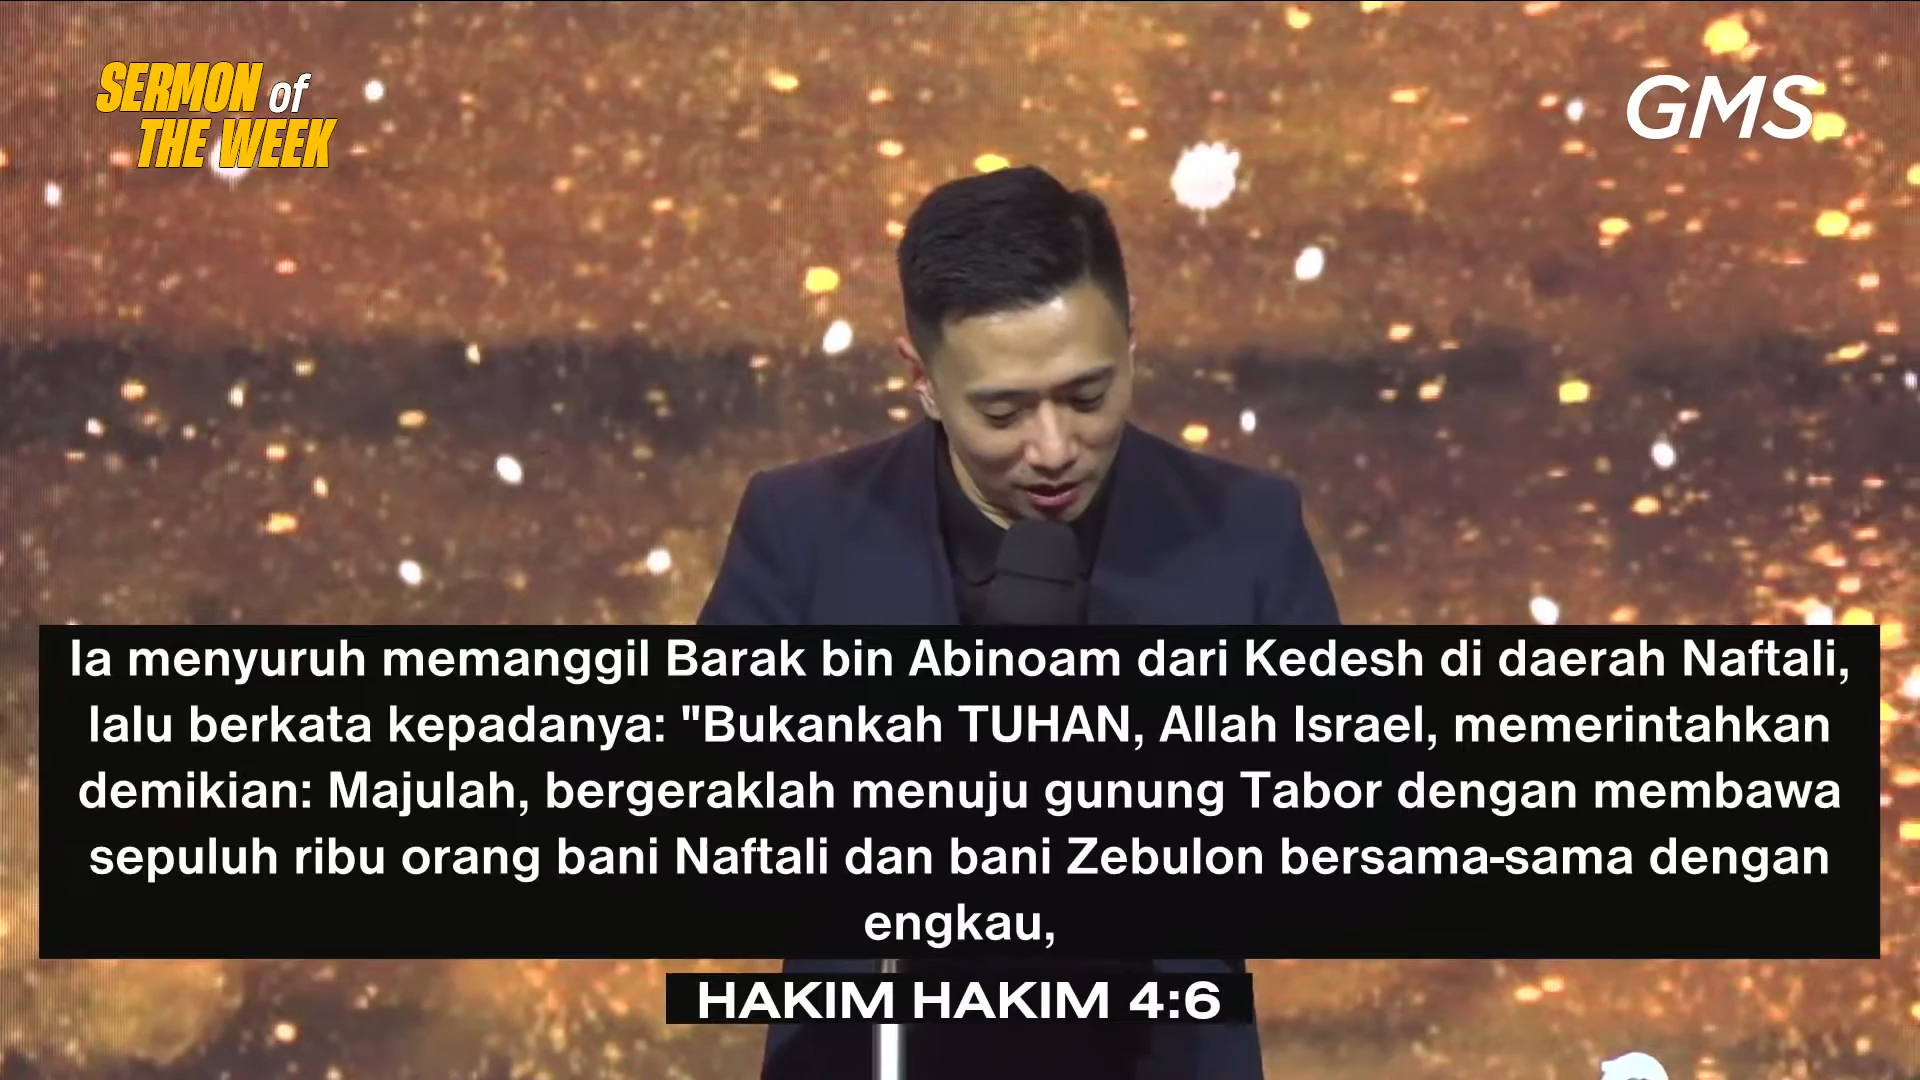 SERMON of
THE WEEK
GMS
Ia menyuruh memanggil Barak bin Abinoam dari Kedesh di daerah Naftali,
lalu berkata kepadanya: "Bukankah TUHAN, Allah Israel, memerintahkan
demikian: Majulah, bergeraklah menuju gunung Tabor dengan membawa
sepuluh ribu orang bani Naftali dan bani Zebulon bersama-sama dengan
engkau,
HAKIM HAKIM 4:6